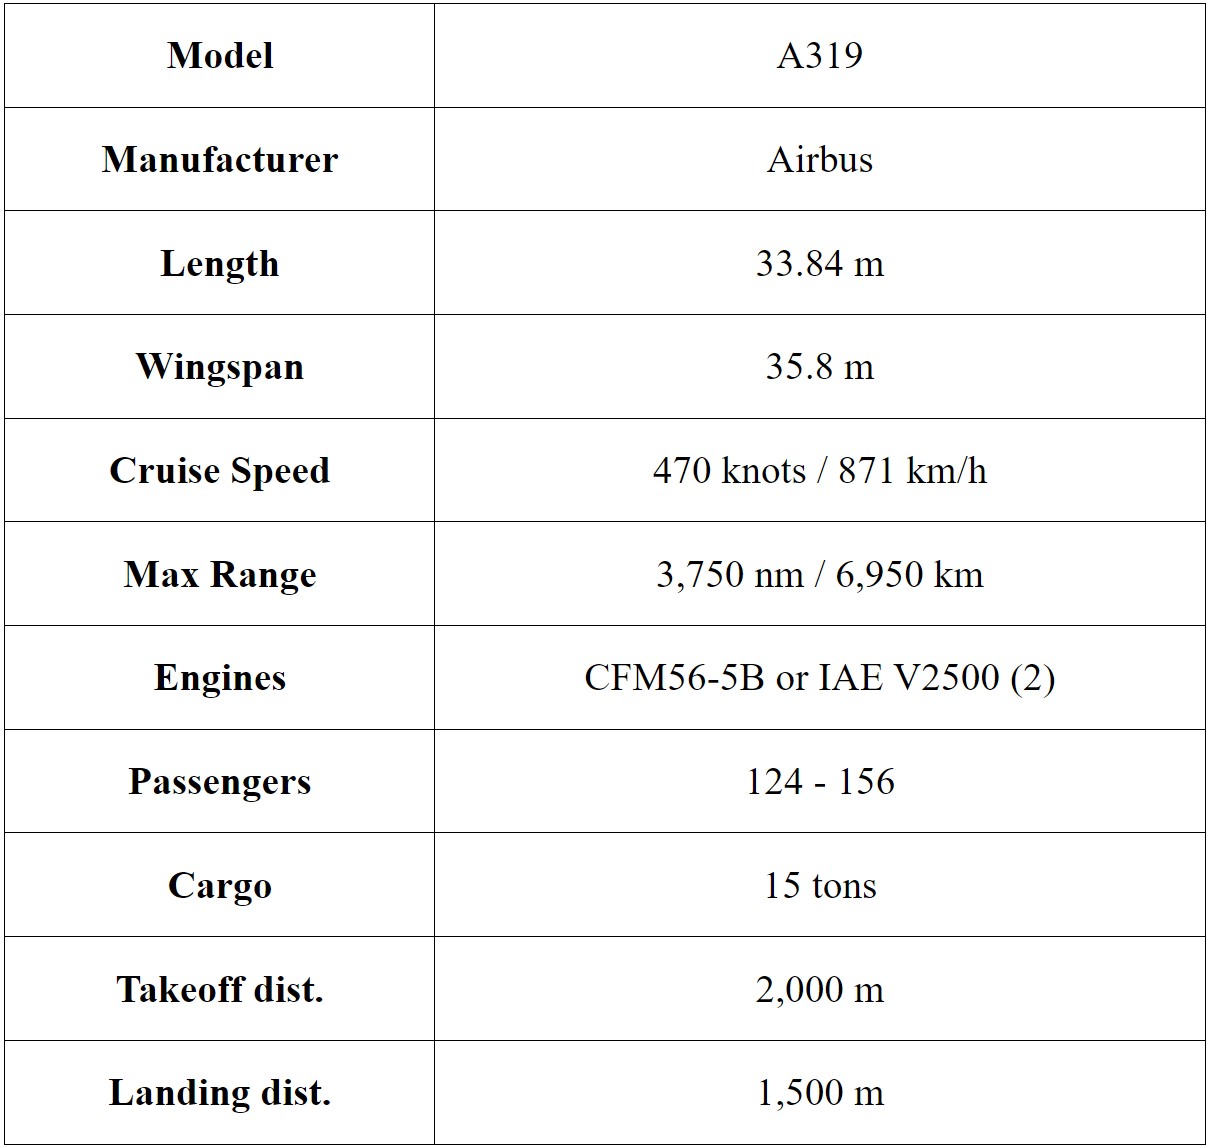 Model A319
Manufacturer Airbus
Length 33.84 m
Wingspan 35.8 m
Cruise Speed 470 knots / 871 km/h
Max Range 3,750 nm / 6,950 km
Engines CFM56-5B or IAE V2500 (2)
Passengers 124 - 156
Cargo 15 tons
Takeoff dist. 2,000 m
Landing dist. 1,500 m